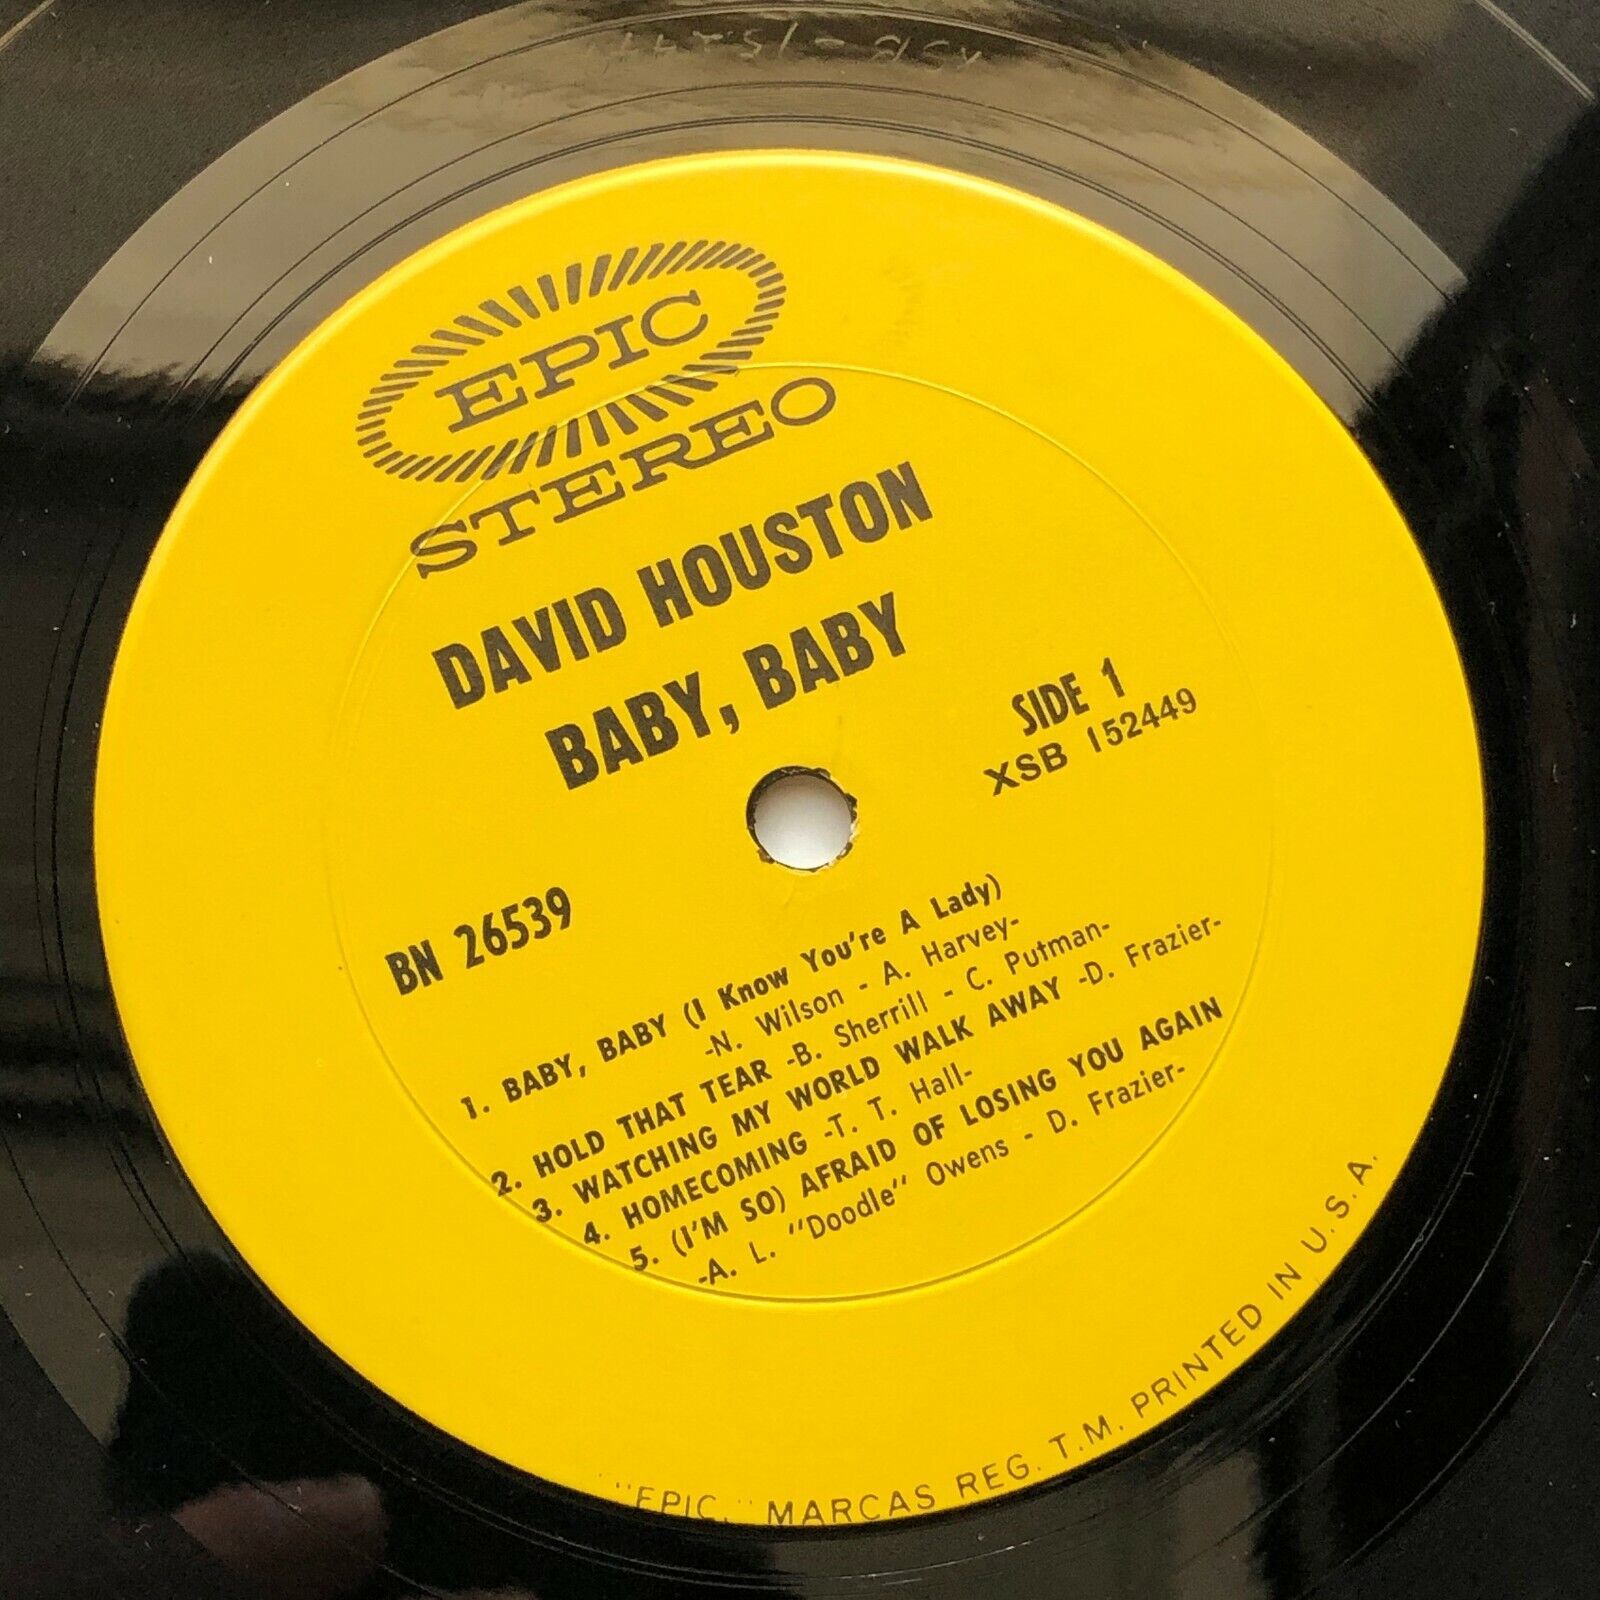 EPIC
STEREO
DAVID HOUSTON
BABY, BABY
SIDE 1
XSB 152449
BN 26539
1. BABY, BABY (I Know You're A Lady)
-N. Wilson - A. Harvey-
2. HOLD THAT TEAR -B. Sherrill - C. Putman-
3. WATCHING MY WORLD WALK AWAY -D. Frazier-
4. HOMECOMING -T. T. Hall-
5. (I'M SO) AFRAID OF LOSING YOU AGAIN
-A. L. "Doodle" Owens - D. Frazier-
"EPIC," MARCAS REG. T.M. PRINTED IN U.S.A.